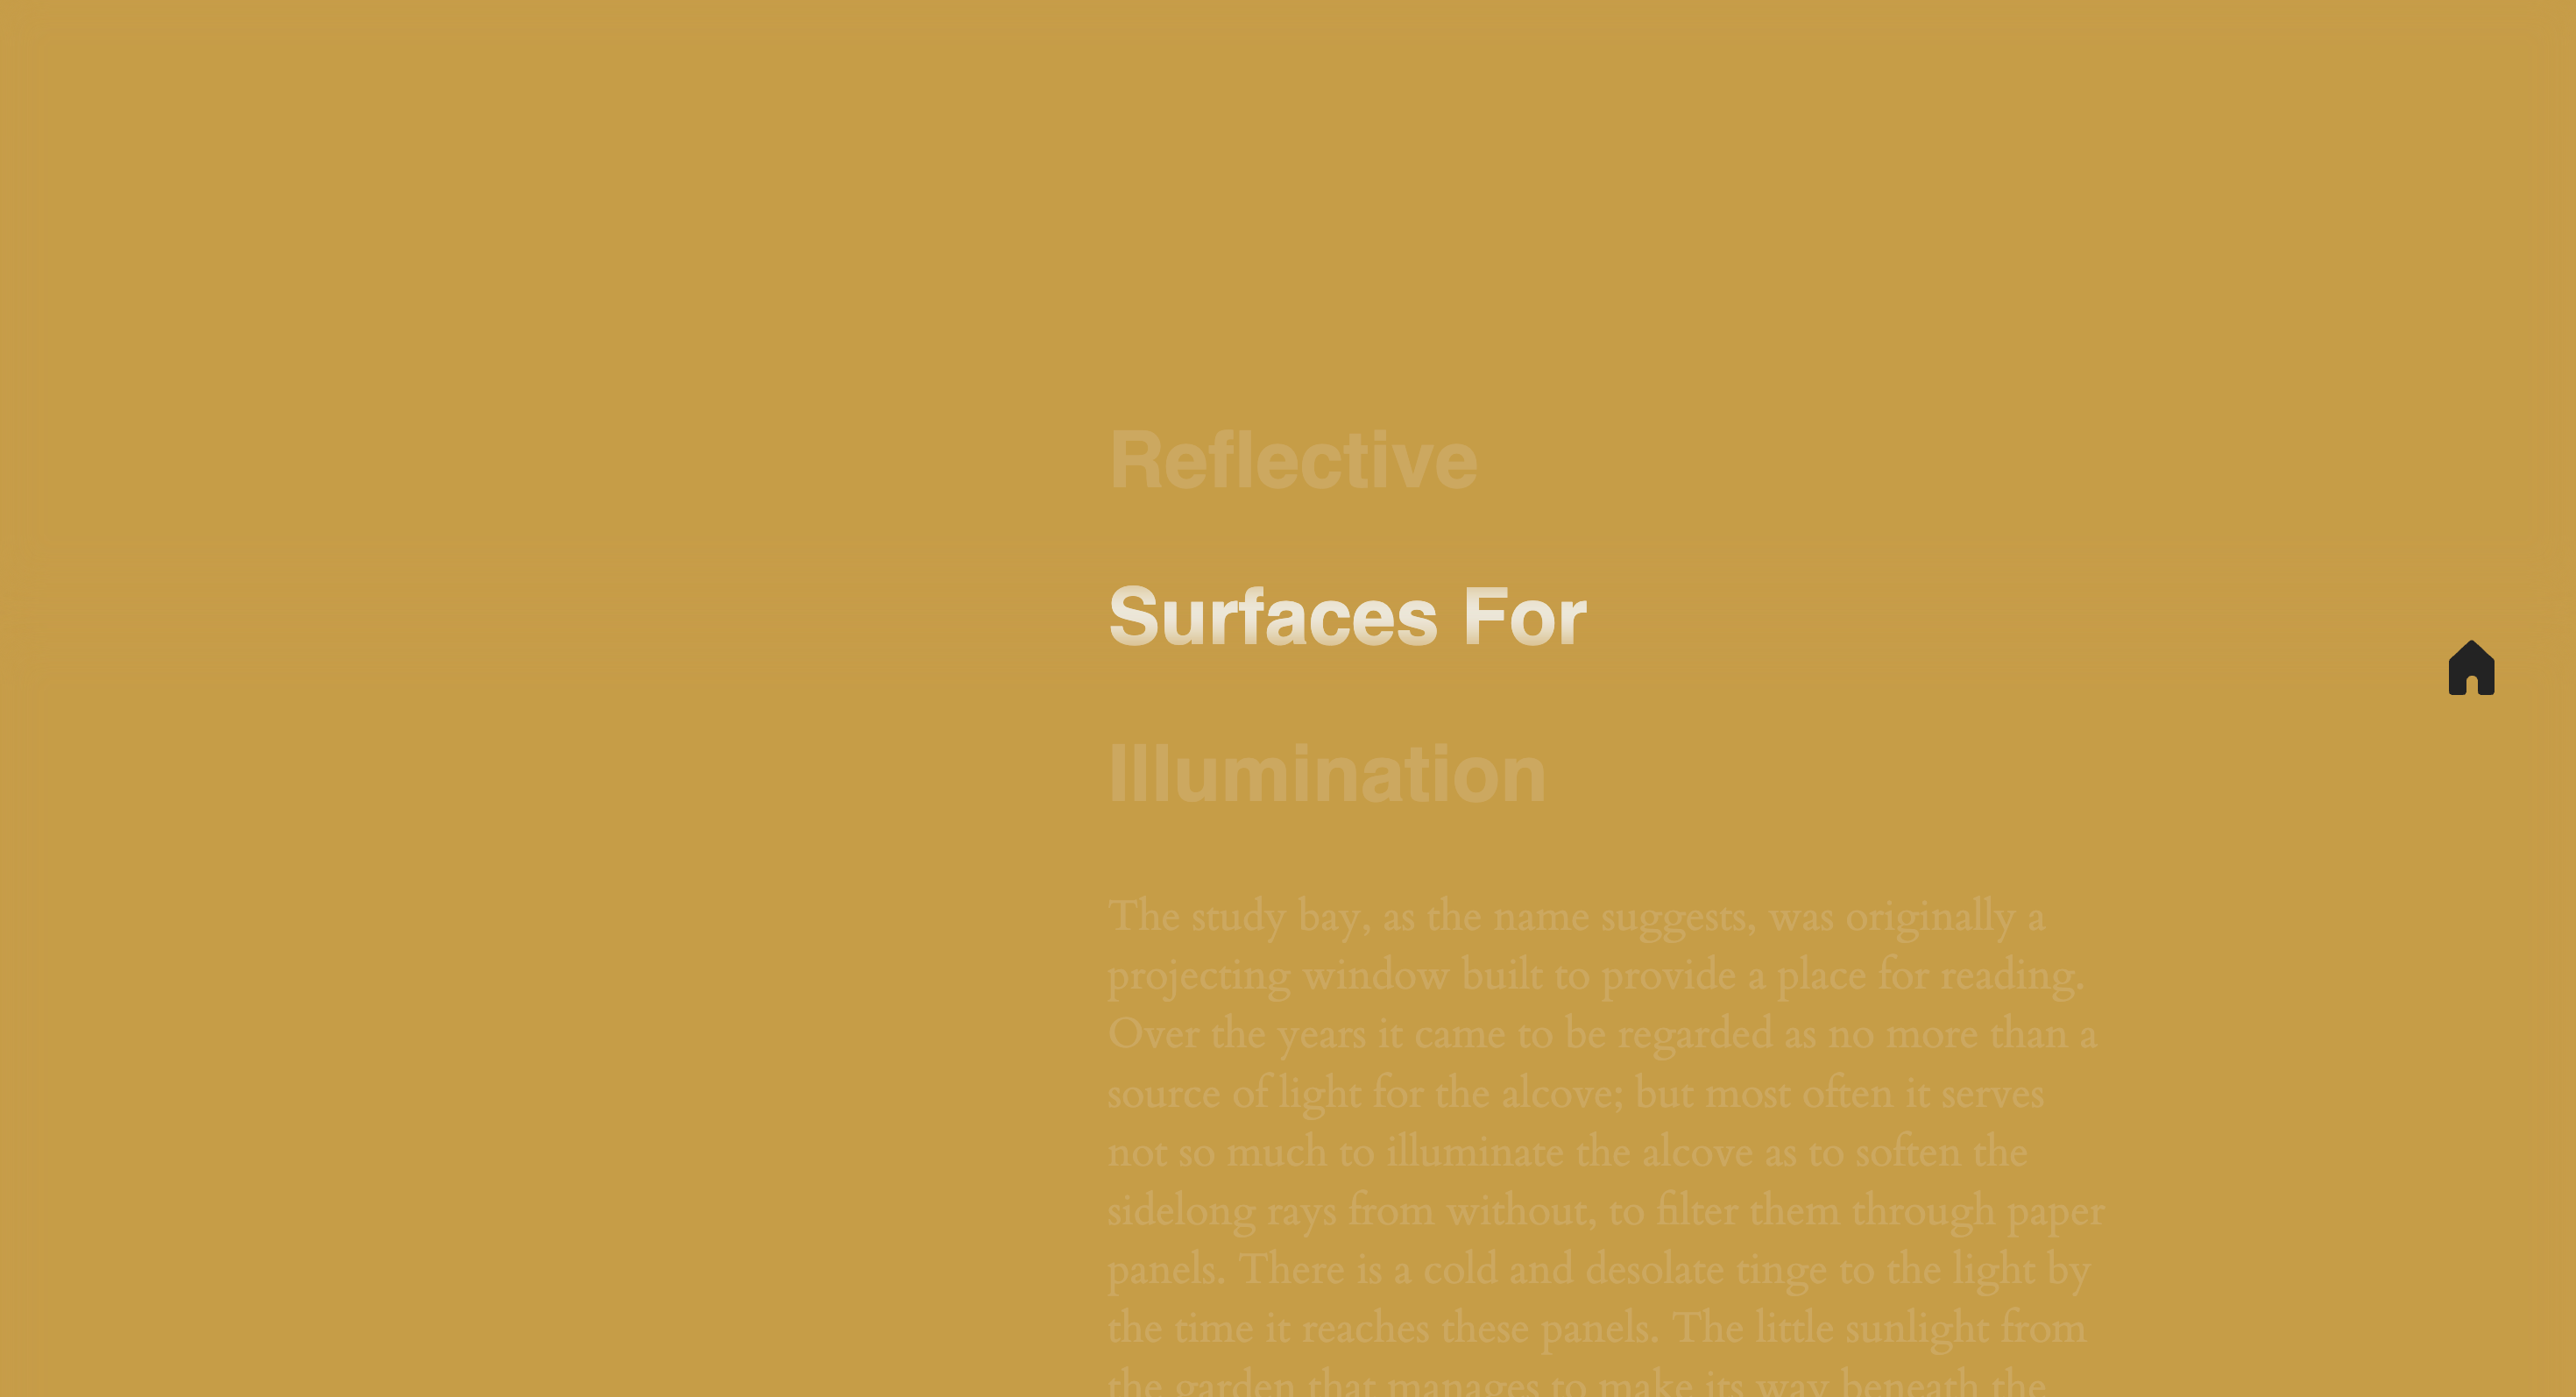 Reflective
Surfaces For
Illumination
The study bay, as the name suggests, was originally a
projecting window built to provide a place for reading.
Over the years it came to be regarded as no more than a
source of light for the alcove; but most often it serves
not so much to illuminate the alcove as to soften the
sidelong rays from without, to filter them through paper
panels. There is a cold and desolate tinge to the light by
the time it reaches these panels. The little sunlight from
the garden that manages to make its way beneath the